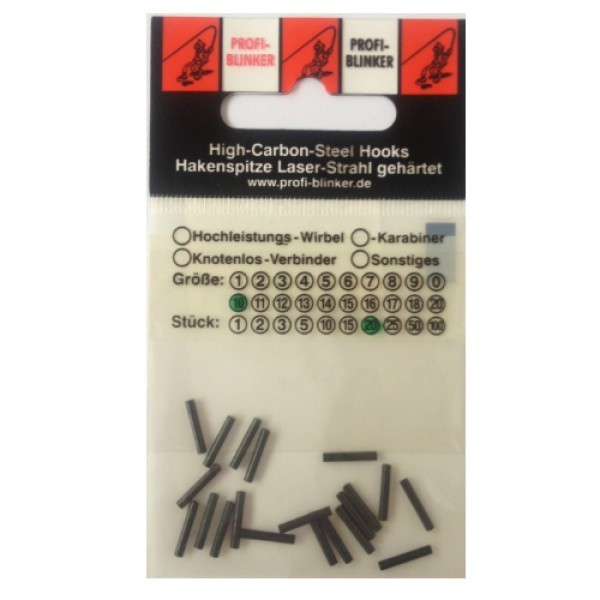 PROFI-
BLINKER
PROFI-
BLINKER
High-Carbon-Steel Hooks
Hakenspitze Laser-Strahl gehärtet
www.profi-blinker.de
Hochleistungs-Wirbel -Karabiner
Knotenlos-Verbinder Sonstiges
Größe: 1 2 3 4 5 6 7 8 9 0
10 11 12 13 14 15 16 17 18 20
Stück: 1 2 3 5 10 15 20 25 50 100